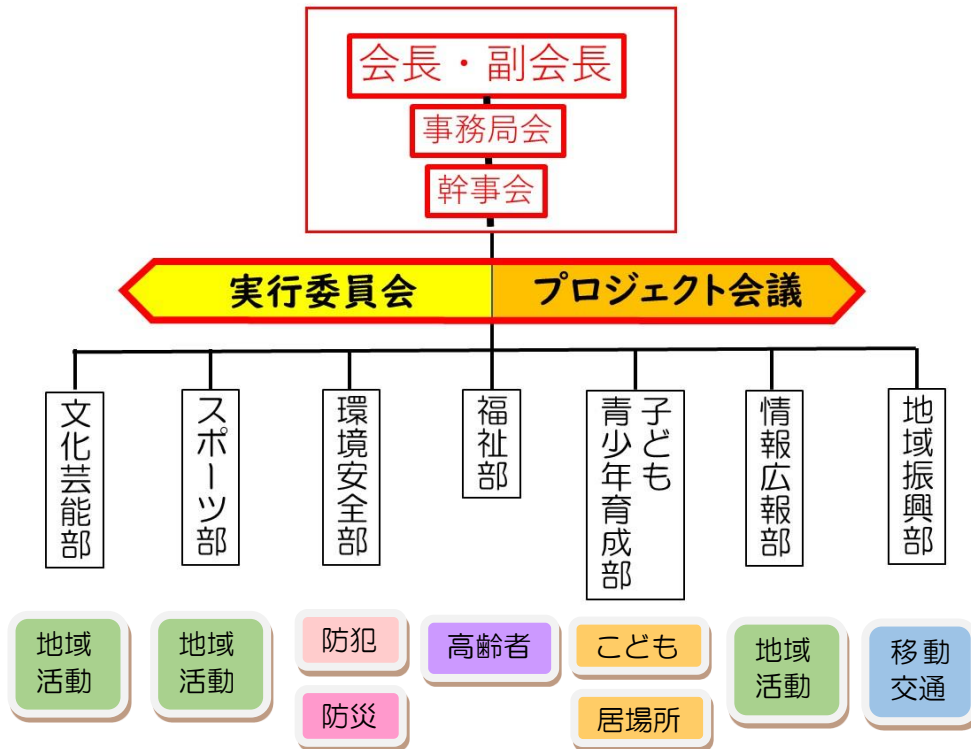 会長・副会長
事務局会
幹事会
実行委員会
プロジェクト会議
文化芸能部
スポーツ部
環境安全部
福祉部
子ども
青少年育成部
情報広報部
地域振興部
地域
活動
地域
活動
防犯
防災
高齢者
こども
居場所
地域
活動
移動
交通